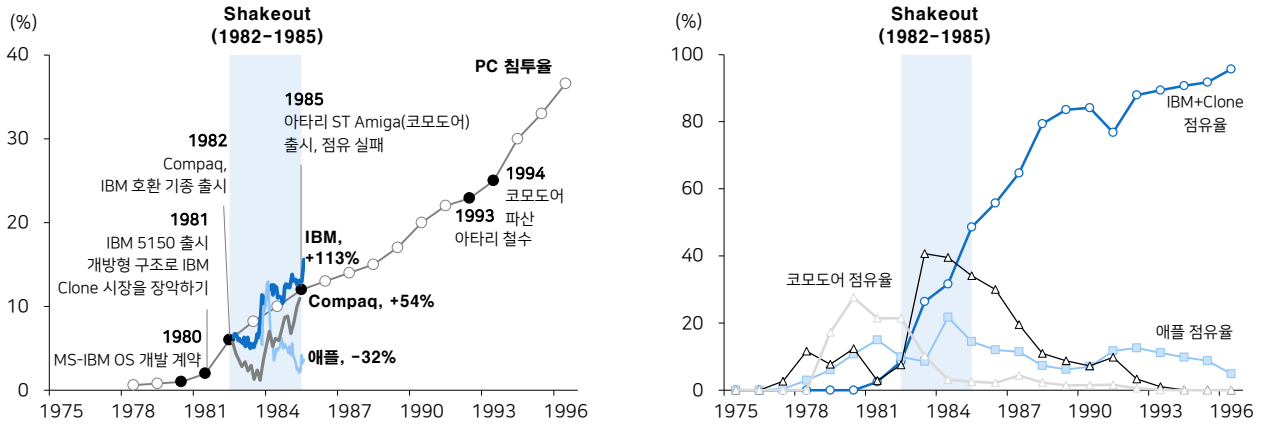 Shakeout
(1982-1985)
(%)
40
30
20
10
0
1975
1978
1981
1984
1987
1990
1993
1996
PC 침투율
1985
아타리 ST Amiga(코모도어)
출시, 점유 실패
1982
Compaq,
IBM 호환 기종 출시
1981
IBM 5150 출시
개방형 구조로 IBM
Clone 시장을 장악하기
1980
MS-IBM OS 개발 계약
IBM,
+113%
Compaq, +54%
애플, -32%
1994
코모도어
파산
1993
아타리 철수
Shakeout
(1982-1985)
(%)
100
80
60
40
20
0
1975
1978
1981
1984
1987
1990
1993
1996
IBM+Clone
점유율
코모도어 점유율
애플 점유율